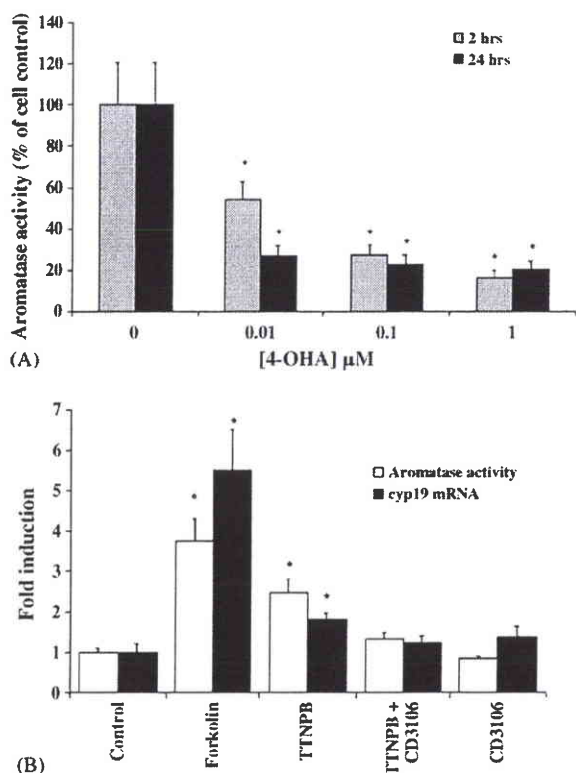 Aromatase activity (% of cell control)
140
120
100
80
60
40
20
0
2 hrs
24 hrs
*
*
*
*
*
*
0
0.01
0.1
1
(A)
[4-OHA] µM
Fold induction
7
6
5
4
3
2
1
0
Aromatase activity
cyp19 mRNA
*
*
*
*
Control
Forkolin
TTNPB
TTNPB +
CD3106
CD3106
(B)